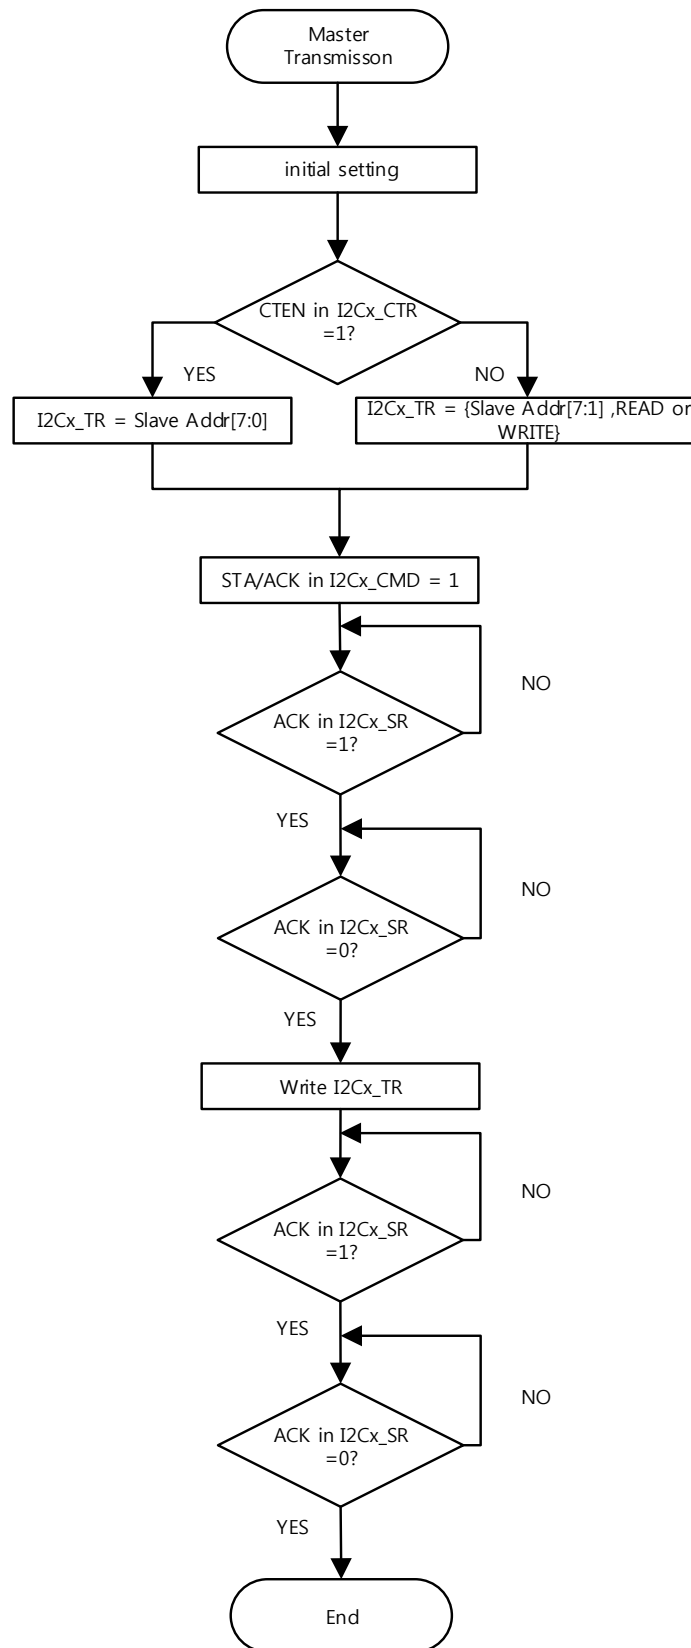 Master
Transmisson
initial setting
CTEN in I2Cx_CTR
=1?
YES
NO
I2Cx_TR = Slave Addr[7:0]
I2Cx_TR = {Slave Addr[7:1] ,READ or
WRITE}
STA/ACK in I2Cx_CMD = 1
NO
ACK in I2Cx_SR
=1?
YES
NO
ACK in I2Cx_SR
=0?
YES
Write I2Cx_TR
NO
ACK in I2Cx_SR
=1?
YES
NO
ACK in I2Cx_SR
=0?
YES
End